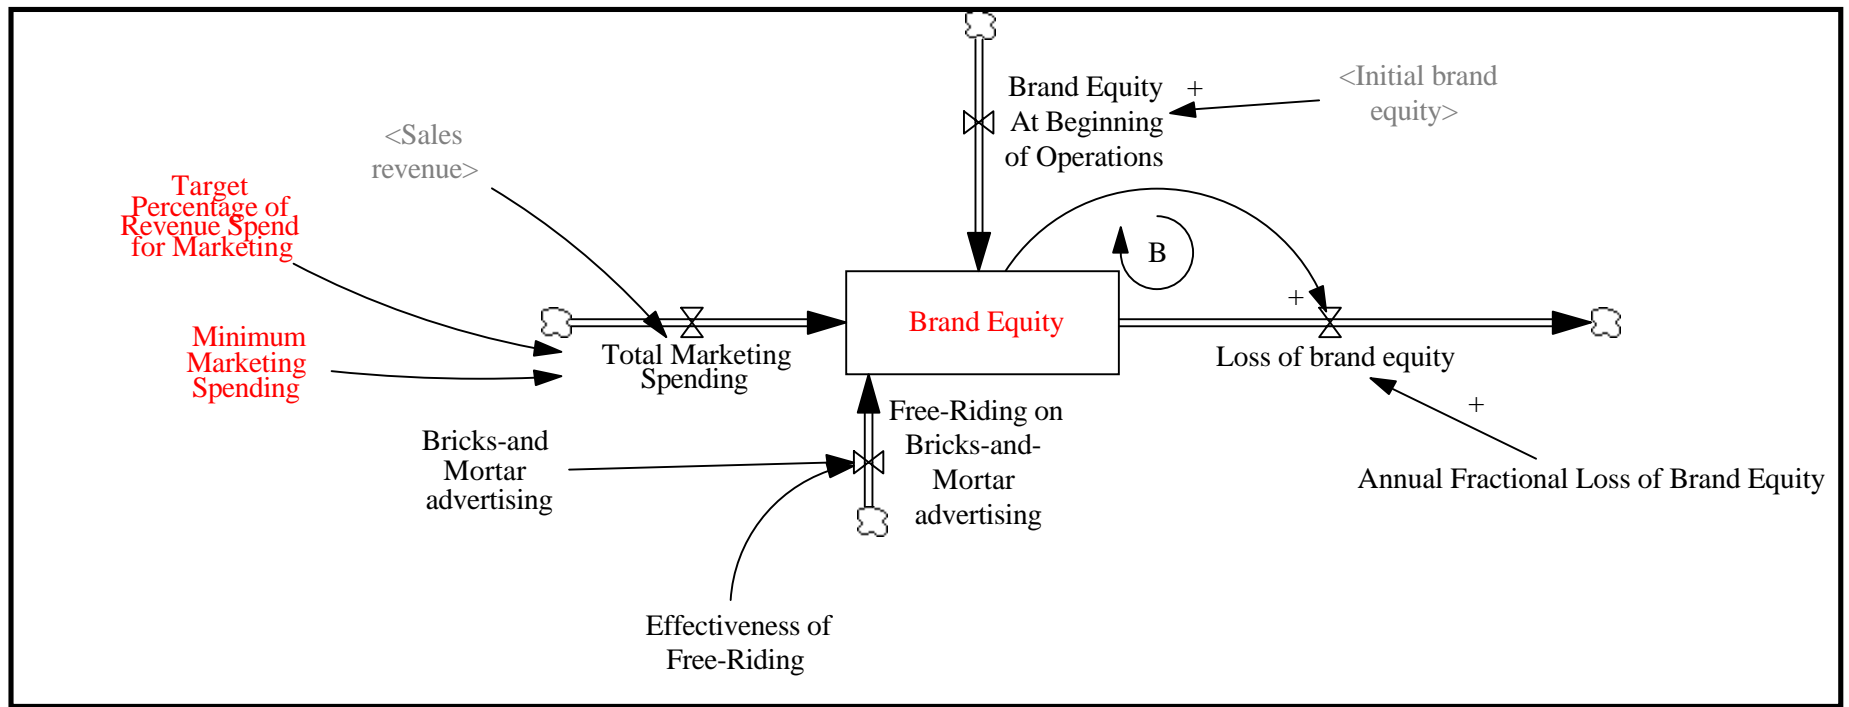 Brand Equity
At Beginning
of Operations
+
<Initial brand
equity>
<Sales
revenue>
Target
Percentage of
Revenue Spend
for Marketing
B
+
Brand Equity
Minimum
Marketing
Spending
Total Marketing
Spending
Loss of brand equity
+
Free-Riding on
Bricks-and-
Mortar
advertising
Bricks-and
Mortar
advertising
Annual Fractional Loss of Brand Equity
Effectiveness of
Free-Riding